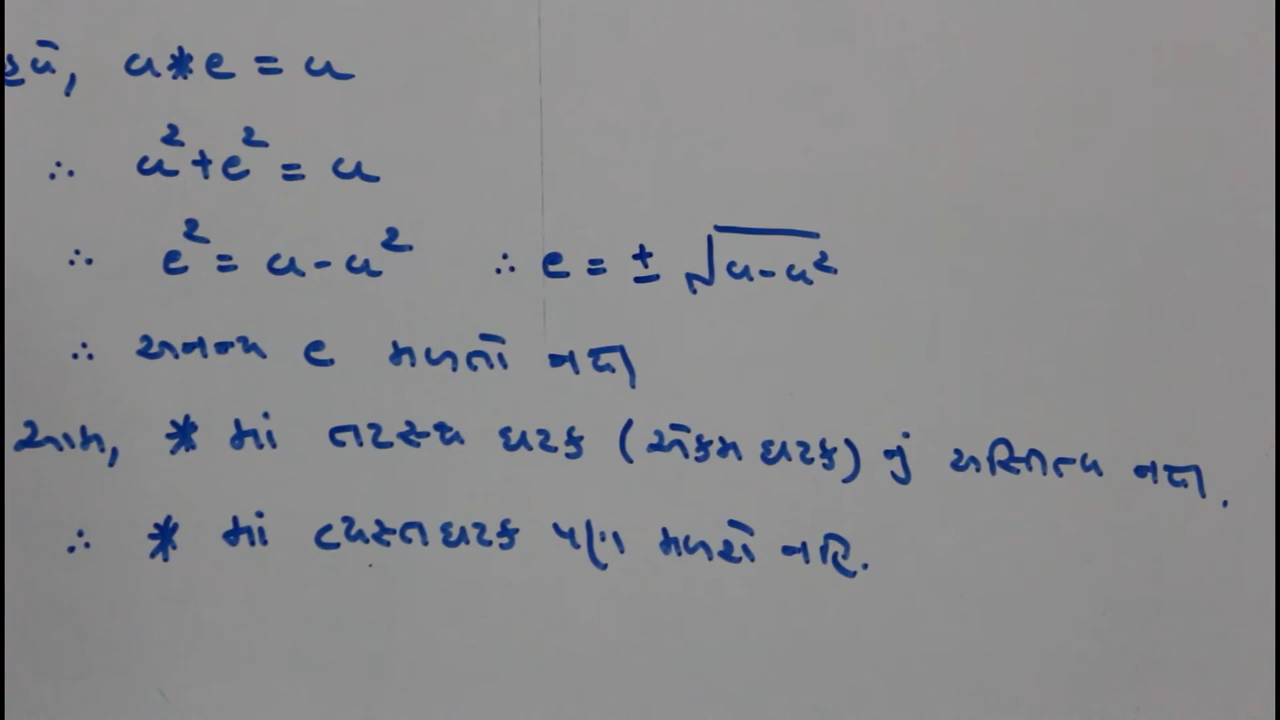 હવે, a*e = a
∴ a²+e² = a
∴ e² = a-a² ∴ e = ± √a-a²
∴ અનન્ય e મળતો નથી
આમ, * માં તટસ્થ ઘટક (એકમ ઘટક) નું અસ્તિત્વ નથી.
∴ * માં વ્યસ્તઘટક પણ મળશે નહિ.